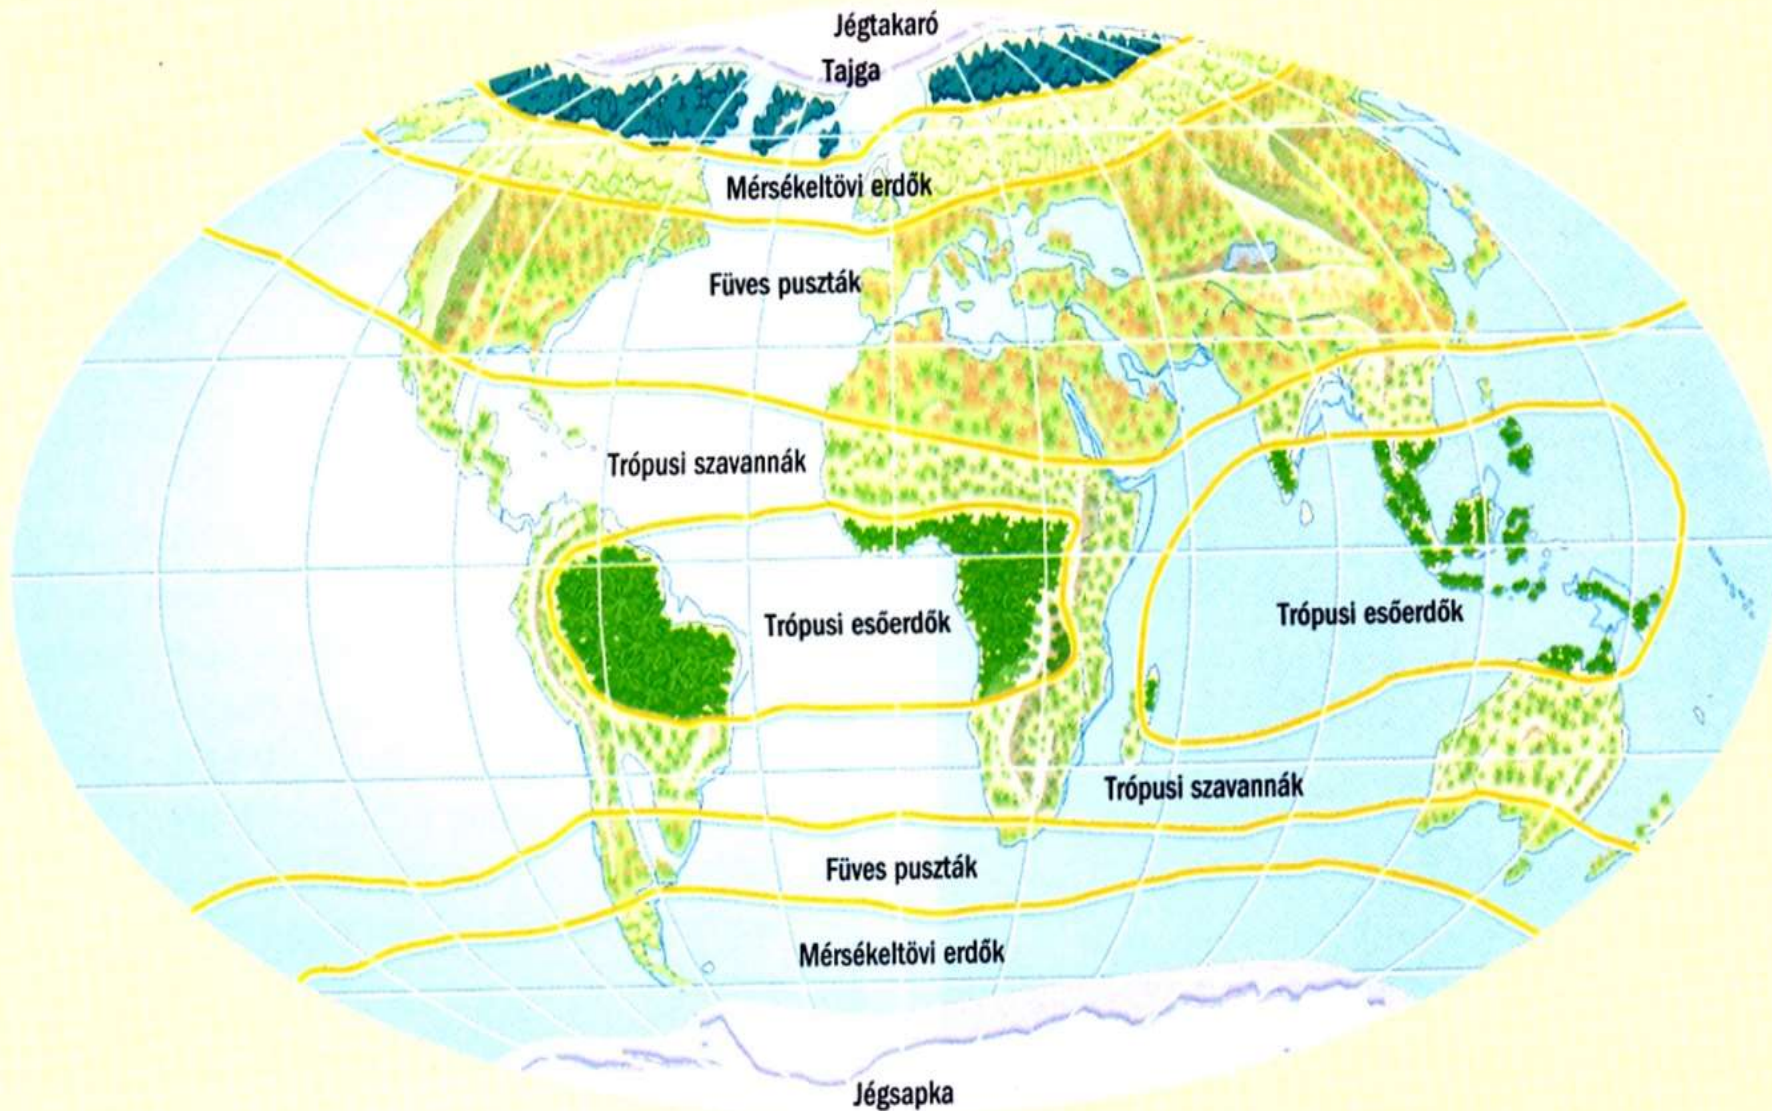 Jégtakaró
Tajga
Mérsékeltövi erdők
Füves puszták
Trópusi szavannák
Trópusi esőerdők
Trópusi esőerdők
Trópusi szavannák
Füves puszták
Mérsékeltövi erdők
Jégsapka